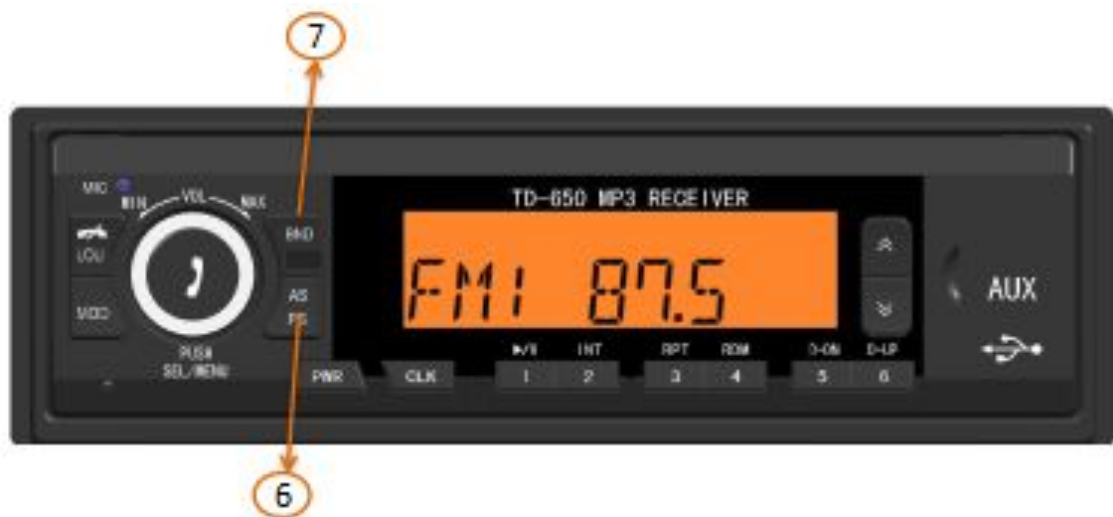 7
MIC
MIN VOL MAX
TD-650 MP3 RECEIVER
LOU
BND
FM1 87.5
AS
PS
MOD
AUX
PUSH
SEL/MENU
PWR
CLK
INT
RPT
RDM
D-DN
D-UP
1
2
3
4
5
6
6